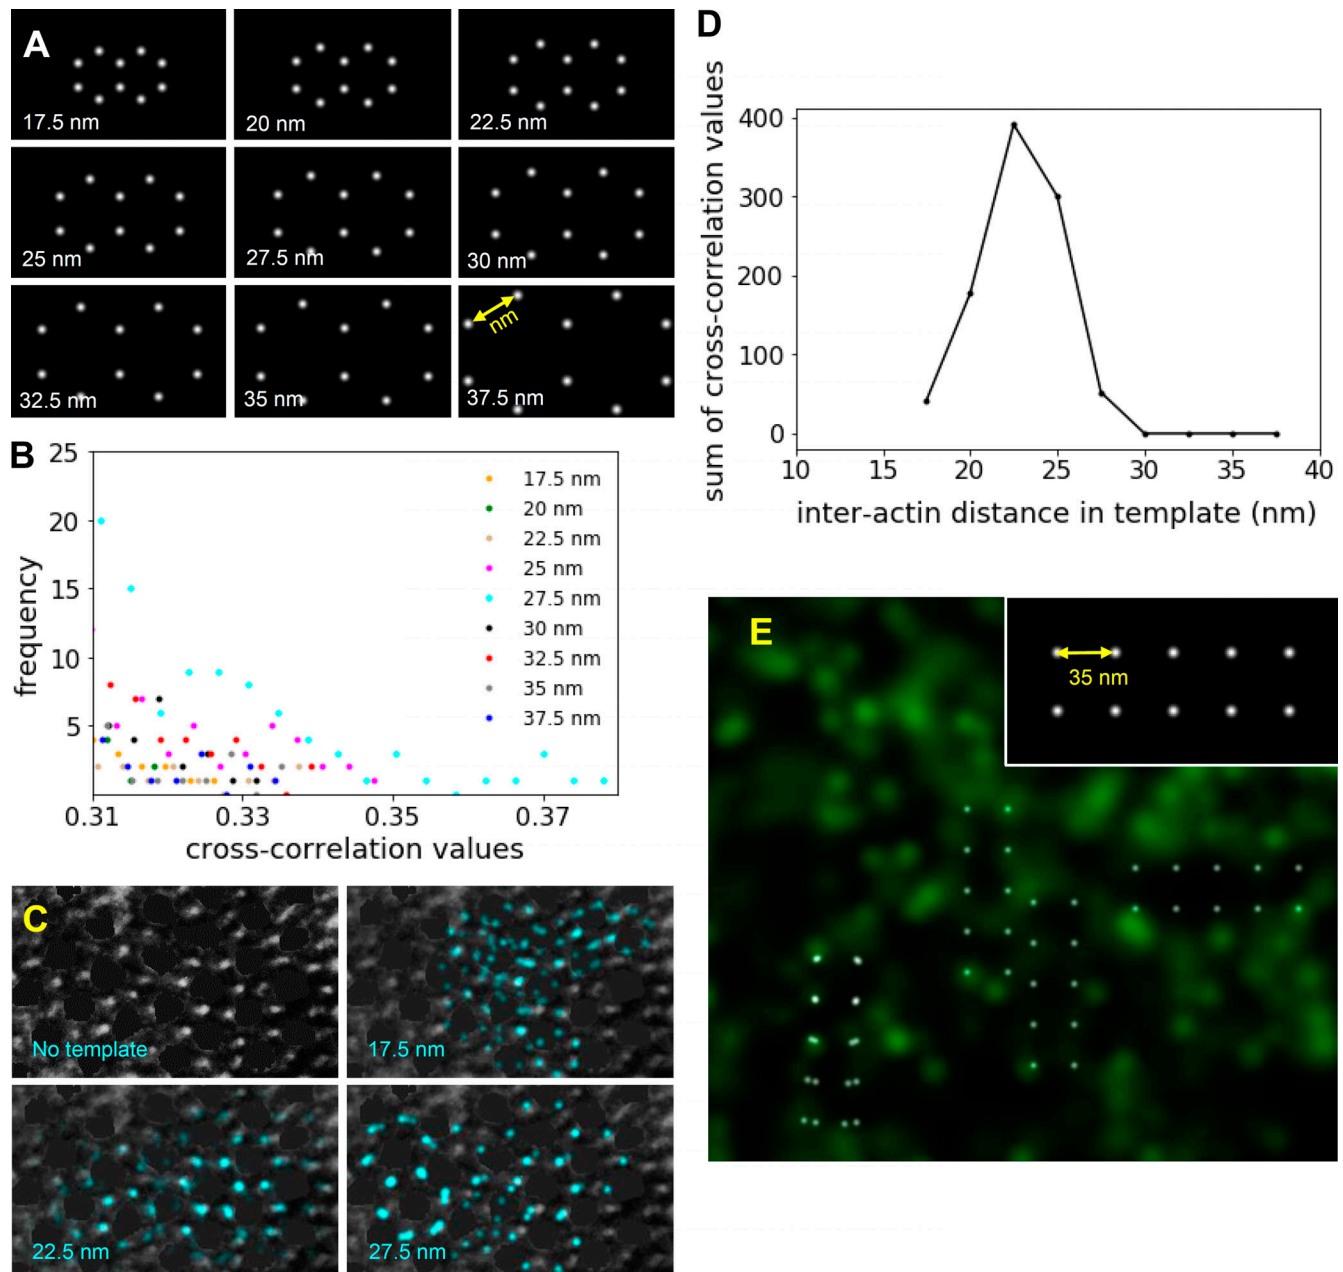 A
17.5 nm
20 nm
22.5 nm
25 nm
27.5 nm
30 nm
32.5 nm
35 nm
nm
37.5 nm
B
25
20
15
10
5
frequency
17.5 nm
20 nm
22.5 nm
25 nm
27.5 nm
30 nm
32.5 nm
35 nm
37.5 nm
0.31
0.33
0.35
0.37
cross-correlation values
C
No template
17.5 nm
22.5 nm
27.5 nm
D
sum of cross-correlation values
400
300
200
100
0
10
15
20
25
30
35
40
inter-actin distance in template (nm)
E
35 nm